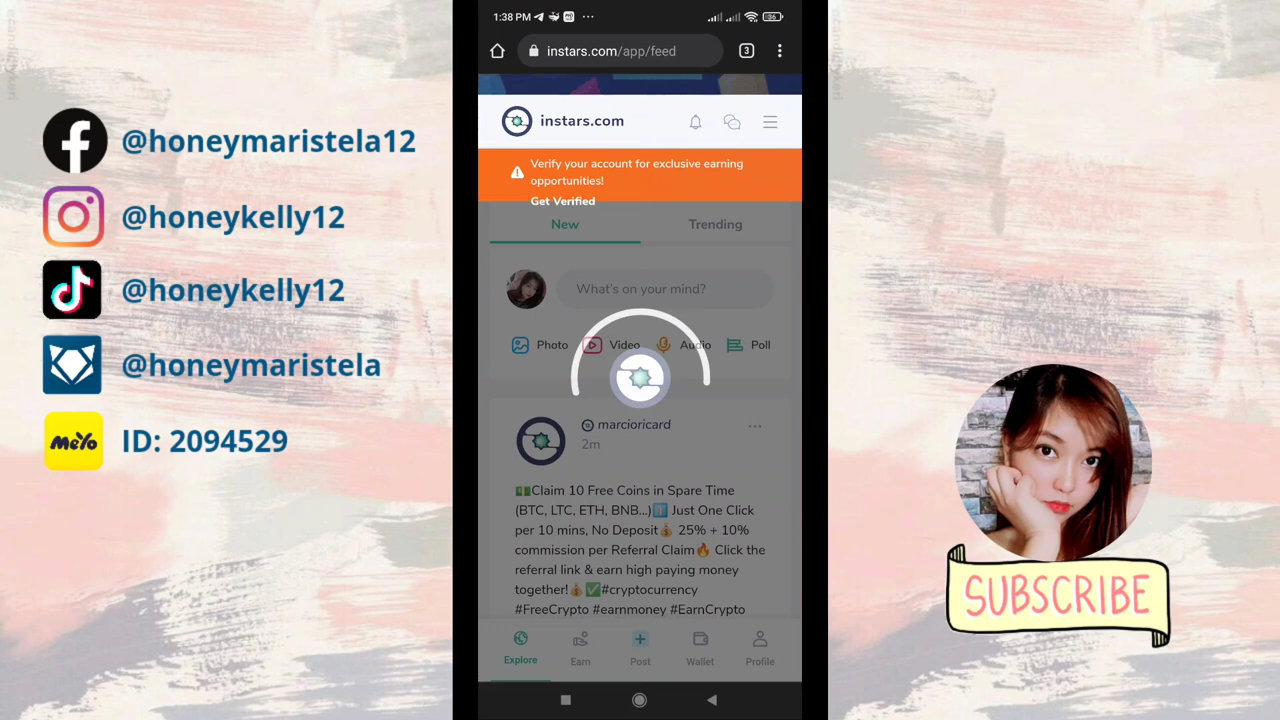 @honeymaristela12
@honeykelly12
@honeykelly12
@honeymaristela
MeYo
ID: 2094529
1:38 PM
36
instars.com/app/feed
3
instars.com
Verify your account for exclusive earning
opportunities!
Get Verified
New
Trending
What's on your mind?
Photo
Video
Audio
Poll
marcioricard
2m
💵Claim 10 Free Coins in Spare Time
(BTC, LTC, ETH, BNB...)1️⃣ Just One Click
per 10 mins, No Deposit💰 25% + 10%
commission per Referral Claim🔥 Click the
referral link & earn high paying money
together!💰✅#cryptocurrency
#FreeCrypto #earnmoney #EarnCrypto
Explore
Earn
Post
Wallet
Profile
SUBSCRIBE